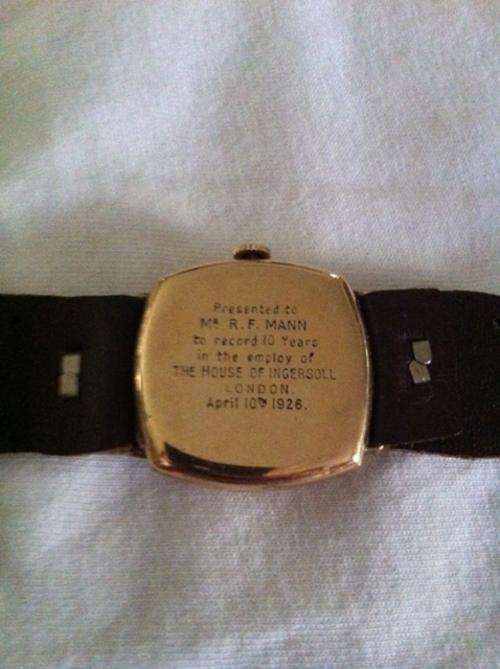 Presented to
Mr. R. F. MANN
to record 10 Years
in the employ of
THE HOUSE OF INGERSOLL
LONDON.
April 10th 1926.